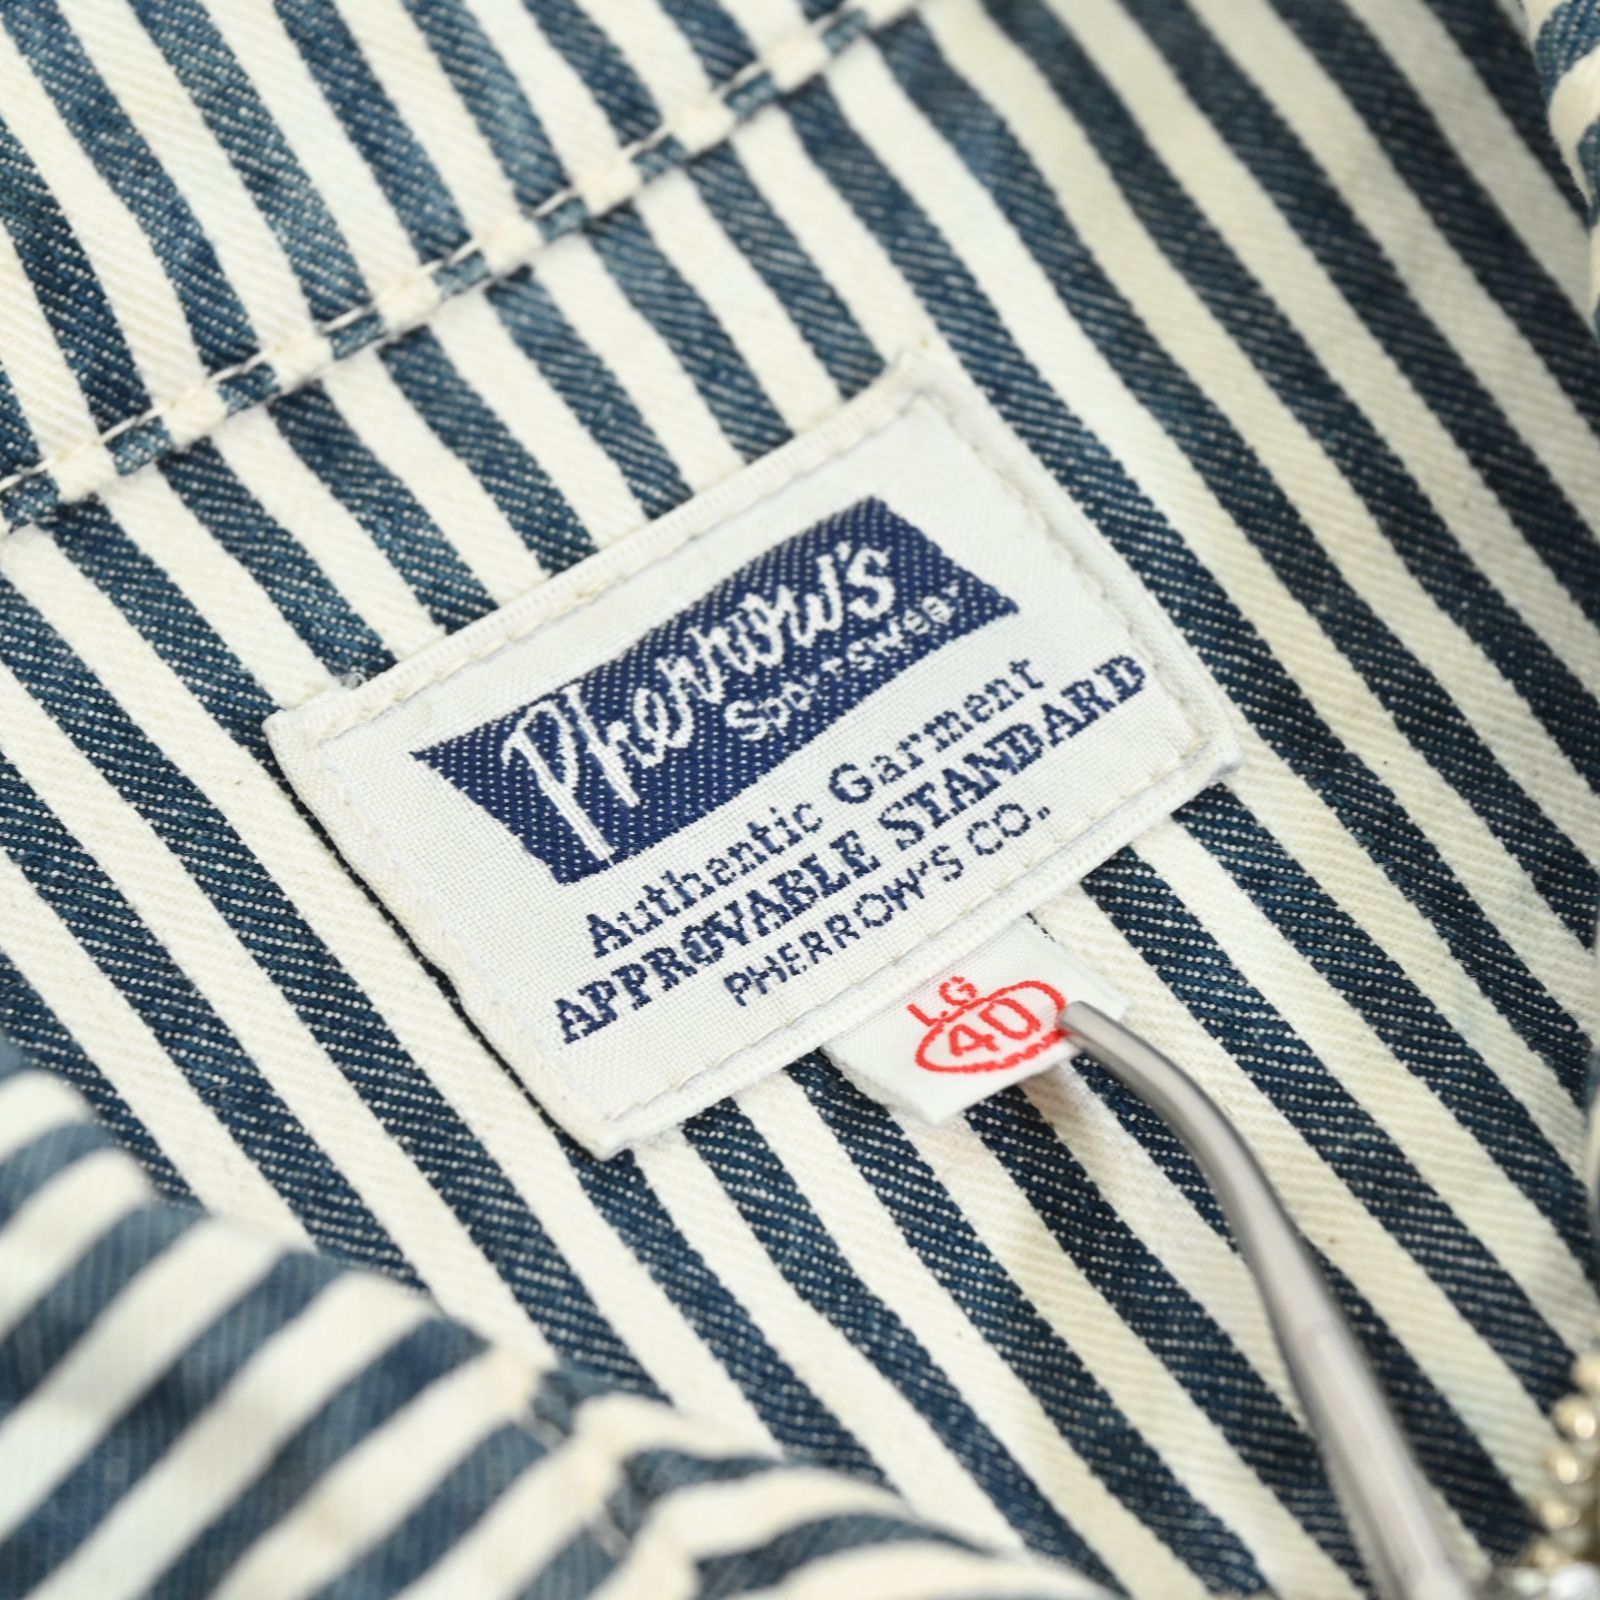 Pherrow's
Sportswear
Authentic Garment
APPROVABLE STANDARD
PHERROW'S CO..
LG
40